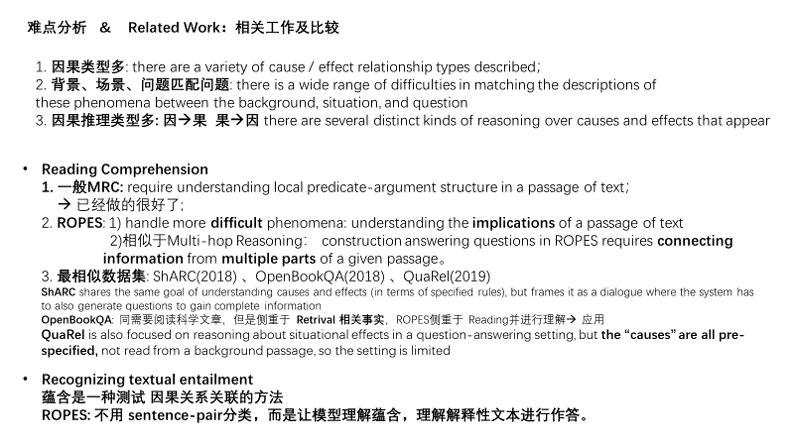 难点分析 & Related Work：相关工作及比较
1. 因果类型多: there are a variety of cause / effect relationship types described；
2. 背景、场景、问题匹配问题: there is a wide range of difficulties in matching the descriptions of
these phenomena between the background, situation, and question
3. 因果推理类型多: 因→果 果→因 there are several distinct kinds of reasoning over causes and effects that appear
• Reading Comprehension
1. 一般MRC: require understanding local predicate-argument structure in a passage of text；
→ 已经做的很好了;
2. ROPES: 1) handle more difficult phenomena: understanding the implications of a passage of text
2)相似于Multi-hop Reasoning： construction answering questions in ROPES requires connecting
information from multiple parts of a given passage。
3. 最相似数据集: ShARC(2018) 、OpenBookQA(2018) 、QuaRel(2019)
ShARC shares the same goal of understanding causes and effects (in terms of specified rules), but frames it as a dialogue where the system has
to also generate questions to gain complete information
OpenBookQA: 同需要阅读科学文章，但是侧重于 Retrival 相关事实，ROPES侧重于 Reading并进行理解→ 应用
QuaRel is also focused on reasoning about situational effects in a question-answering setting, but the “causes” are all pre-
specified, not read from a background passage, so the setting is limited
• Recognizing textual entailment
蕴含是一种测试 因果关系关联的方法
ROPES: 不用 sentence-pair分类，而是让模型理解蕴含，理解解释性文本进行作答。